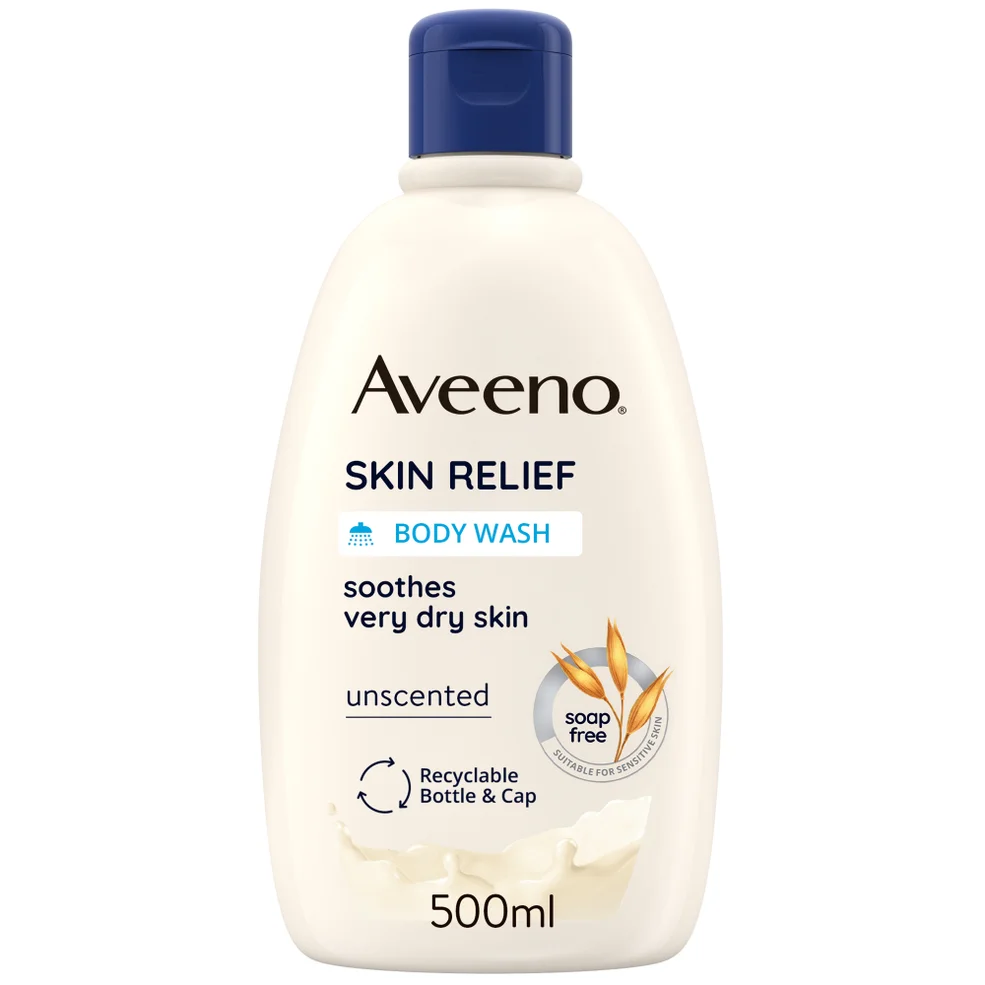 Aveeno®
SKIN RELIEF
BODY WASH
soothes
very dry skin
unscented
soap
free
SUITABLE FOR SENSITIVE SKIN
Recyclable
Bottle & Cap
500ml